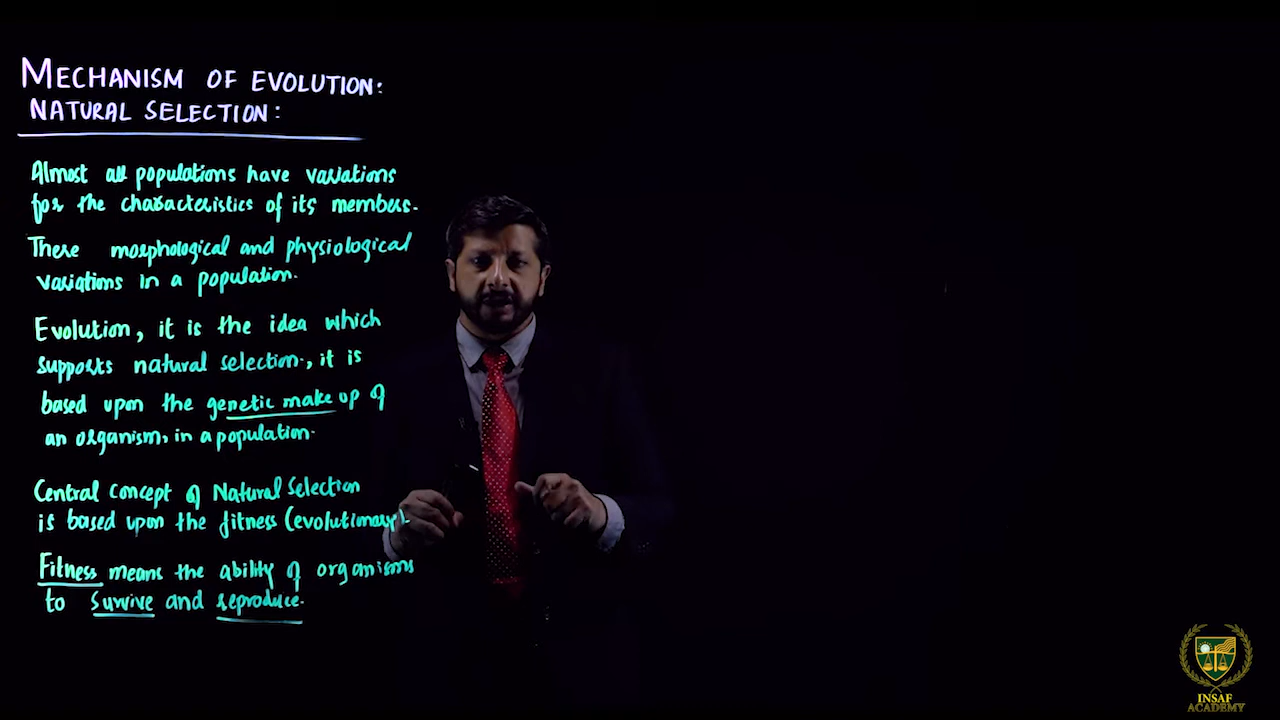 MECHANISM OF EVOLUTION:
NATURAL SELECTION:
Almost all populations have variations
for the characteristics of its members.
There morphological and physiological
variations in a population.
Evolution, it is the idea which
supports natural selection., it is
based upon the genetic make up of
an organism, in a population.
Central concept of Natural Selection
is based upon the fitness (evolutionary).
Fitness means the ability of organisms
to survive and reproduce.
INSAF
ACADEMY